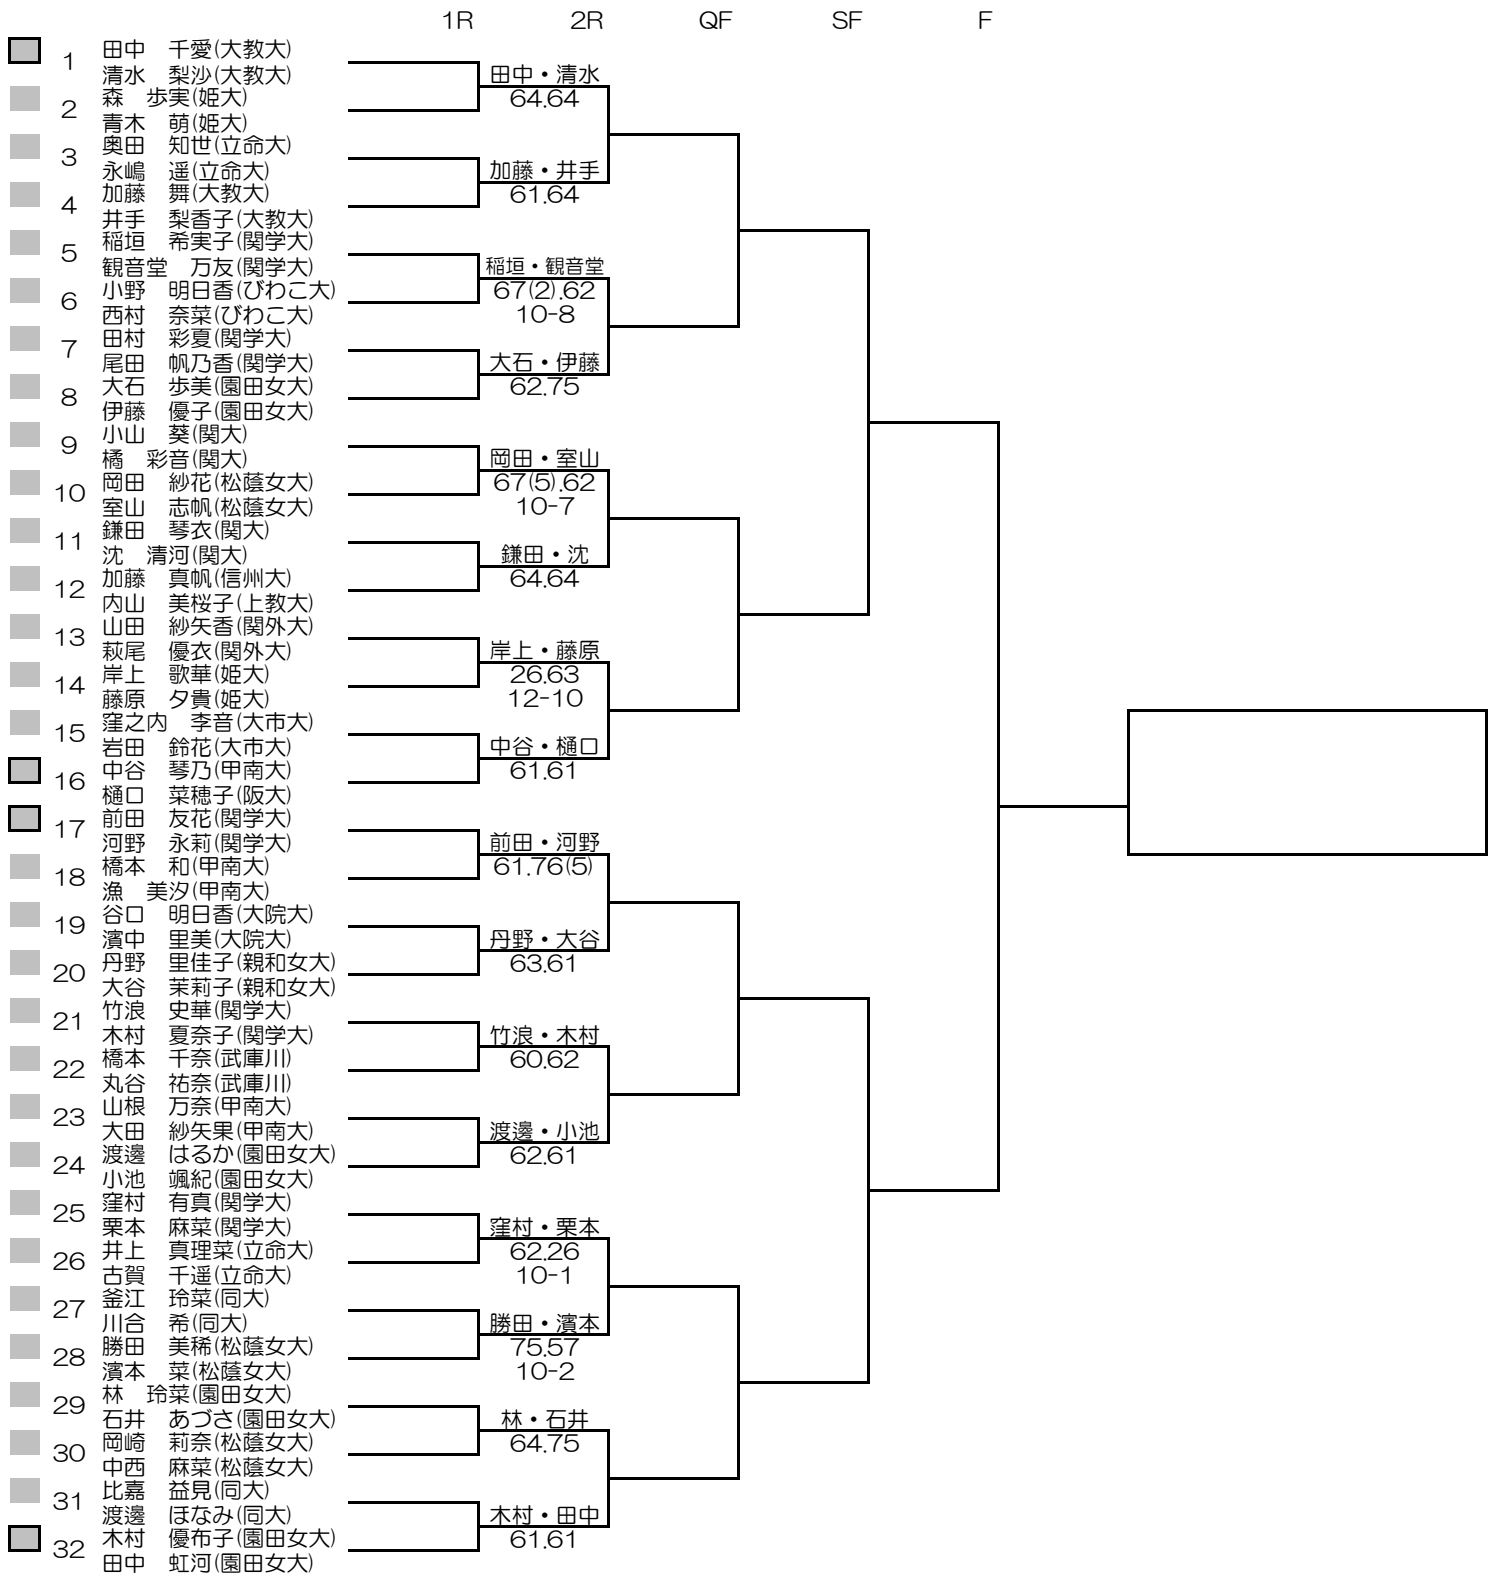 1R 2R QF SF F
1 田中　千愛(大教大)
清水　梨沙(大教大)
2 森　歩実(姫大)
青木　萌(姫大)
3 奥田　知世(立命大)
永嶋　遥(立命大)
4 加藤　舞(大教大)
井手　梨香子(大教大)
5 稲垣　希実子(関学大)
観音堂　万友(関学大)
6 小野　明日香(びわこ大)
西村　奈菜(びわこ大)
7 田村　彩夏(関学大)
尾田　帆乃香(関学大)
8 大石　歩美(園田女大)
伊藤　優子(園田女大)
9 小山　葵(関大)
橘　彩音(関大)
10 岡田　紗花(松蔭女大)
室山　志帆(松蔭女大)
11 鎌田　琴衣(関大)
沈　清河(関大)
12 加藤　真帆(信州大)
内山　美桜子(上教大)
13 山田　紗矢香(関外大)
萩尾　優衣(関外大)
14 岸上　歌華(姫大)
藤原　夕貴(姫大)
15 窪之内　李音(大市大)
岩田　鈴花(大市大)
16 中谷　琴乃(甲南大)
樋口　菜穂子(阪大)
17 前田　友花(関学大)
河野　永莉(関学大)
18 橋本　和(甲南大)
漁　美汐(甲南大)
19 谷口　明日香(大院大)
濱中　里美(大院大)
20 丹野　里佳子(親和女大)
大谷　茉莉子(親和女大)
21 竹浪　史華(関学大)
木村　夏奈子(関学大)
22 橋本　千奈(武庫川)
丸谷　祐奈(武庫川)
23 山根　万奈(甲南大)
大田　紗矢果(甲南大)
24 渡邊　はるか(園田女大)
小池　颯紀(園田女大)
25 窪村　有真(関学大)
栗本　麻菜(関学大)
26 井上　真理菜(立命大)
古賀　千遥(立命大)
27 釜江　玲菜(同大)
川合　希(同大)
28 勝田　美稀(松蔭女大)
濱本　菜(松蔭女大)
29 林　玲菜(園田女大)
石井　あづさ(園田女大)
30 岡崎　莉奈(松蔭女大)
中西　麻菜(松蔭女大)
31 比嘉　益見(同大)
渡邊　ほなみ(同大)
32 木村　優布子(園田女大)
田中　虹河(園田女大)
田中・清水
64.64
加藤・井手
61.64
稲垣・観音堂
67(2).62
10-8
大石・伊藤
62.75
岡田・室山
67(5).62
10-7
鎌田・沈
64.64
岸上・藤原
26.63
12-10
中谷・樋口
61.61
前田・河野
61.76(5)
丹野・大谷
63.61
竹浪・木村
60.62
渡邊・小池
62.61
窪村・栗本
62.26
10-1
勝田・濱本
75.57
10-2
林・石井
64.75
木村・田中
61.61